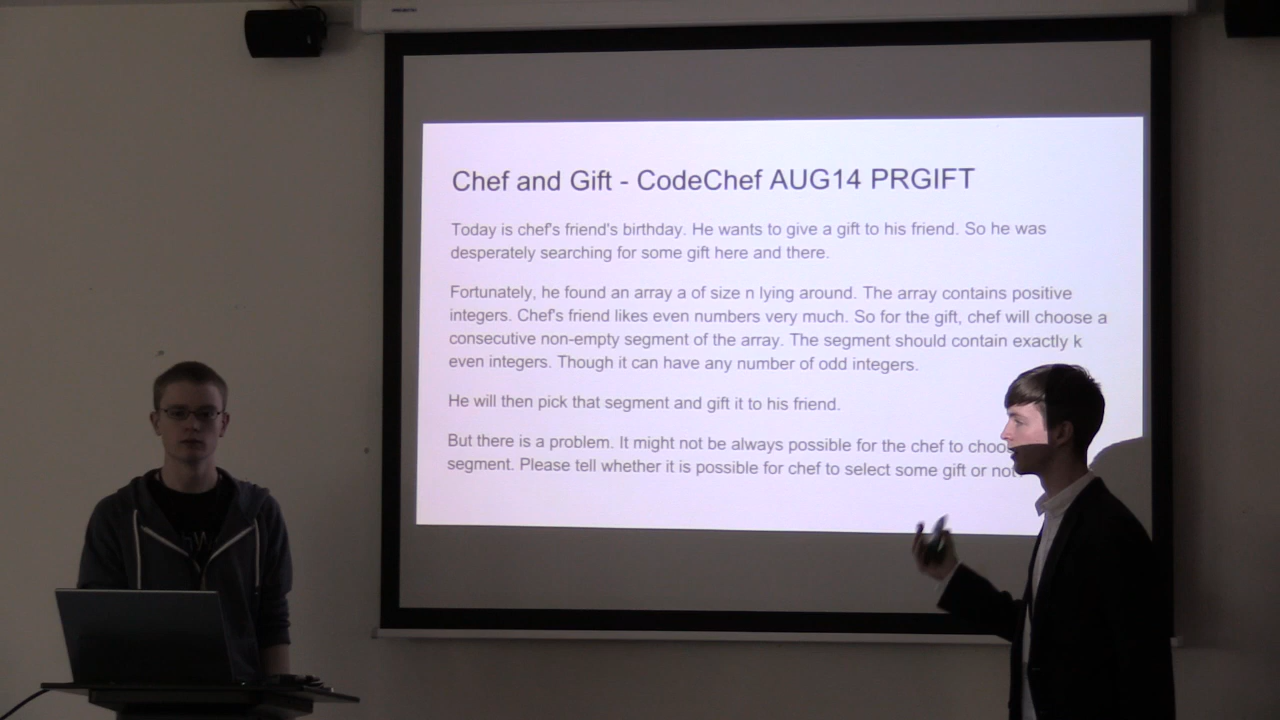 Chef and Gift - CodeChef AUG14 PRGIFT
Today is chef's friend's birthday. He wants to give a gift to his friend. So he was
desperately searching for some gift here and there.
Fortunately, he found an array a of size n lying around. The array contains positive
integers. Chef's friend likes even numbers very much. So for the gift, chef will choose a
consecutive non-empty segment of the array. The segment should contain exactly k
even integers. Though it can have any number of odd integers.
He will then pick that segment and gift it to his friend.
But there is a problem. It might not be always possible for the chef to choo
segment. Please tell whether it is possible for chef to select some gift or not